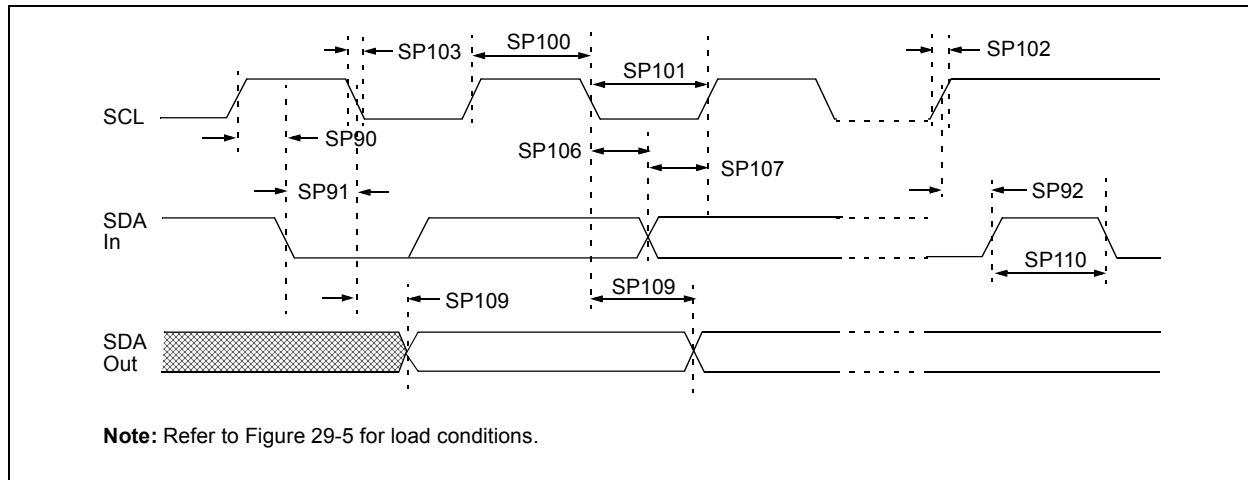 SP103
SP100
SP102
SP101
SCL
SP90
SP106
SP107
SP91
SP92
SDA
In
SP110
SP109
SP109
SDA
Out
Note: Refer to Figure 29-5 for load conditions.